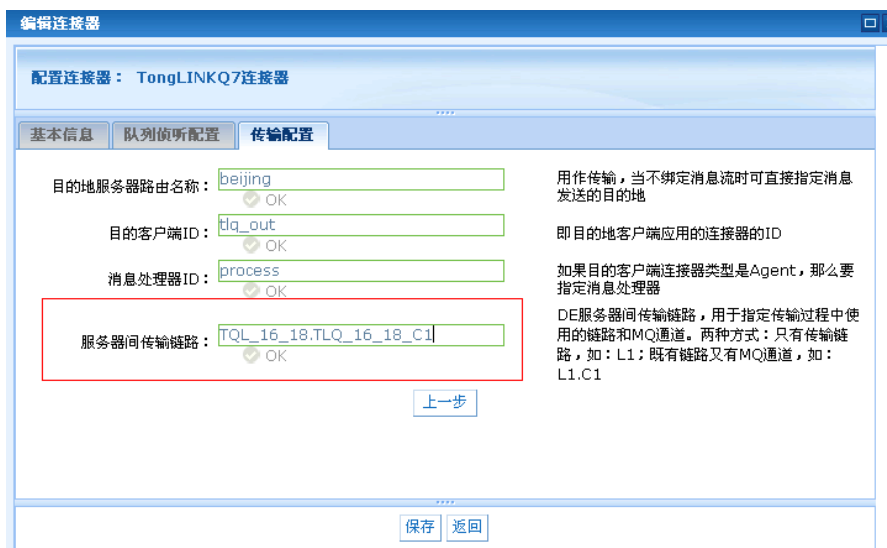 编辑连接器
配置连接器： TongLINKQ7连接器
基本信息 队列侦听配置 传输配置
目的地服务器路由名称： beijing
OK
用作传输，当不绑定消息流时可直接指定消息
发送的目的地
目的客户端ID： tlq_out
OK
即目的地客户端应用的连接器的ID
消息处理器ID： process
OK
如果目的客户端连接器类型是Agent，那么要
指定消息处理器
服务器间传输链路： TQL_16_18.TLQ_16_18_C1
OK
DE服务器间传输链路，用于指定传输过程中使
用的链路和MQ通道。两种方式：只有传输链
路，如：L1；既有链路又有MQ通道，如：
L1.C1
上一步
保存 返回